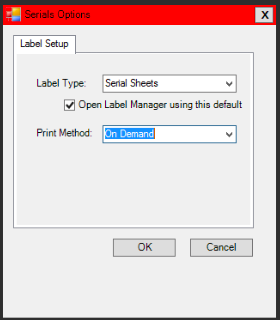 Serials Options
X
Label Setup
Label Type: Serial Sheets
Open Label Manager using this default
Print Method: On Demand
OK Cancel